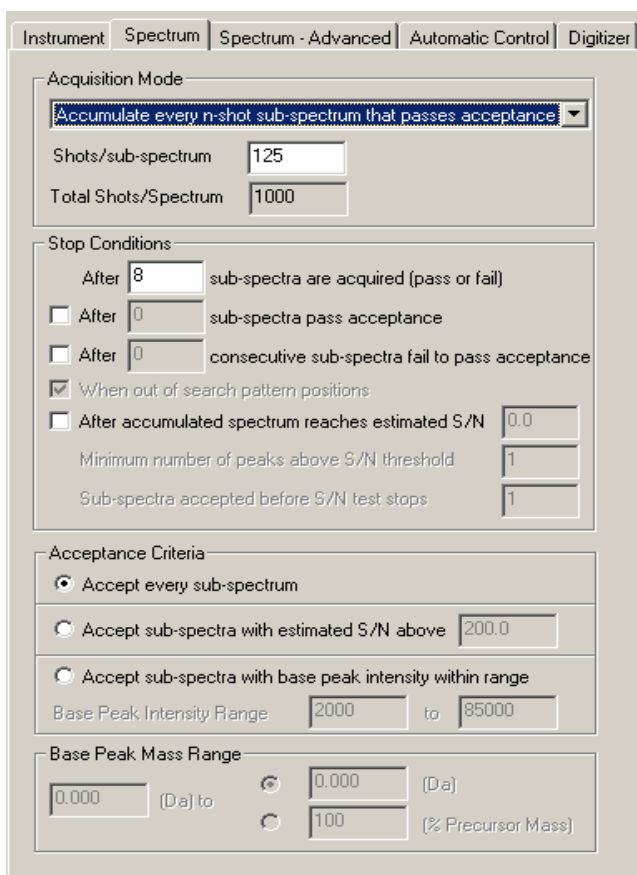 Instrument Spectrum Spectrum - Advanced Automatic Control Digitizer
Acquisition Mode
Accumulate every n-shot sub-spectrum that passes acceptance
Shots/sub-spectrum 125
Total Shots/Spectrum 1000
Stop Conditions
After 8 sub-spectra are acquired (pass or fail)
After 0 sub-spectra pass acceptance
After 0 consecutive sub-spectra fail to pass acceptance
When out of search pattern positions
After accumulated spectrum reaches estimated S/N 0.0
Minimum number of peaks above S/N threshold 1
Sub-spectra accepted before S/N test stops 1
Acceptance Criteria
Accept every sub-spectrum
Accept sub-spectra with estimated S/N above 200.0
Accept sub-spectra with base peak intensity within range
Base Peak Intensity Range 2000 to 85000
Base Peak Mass Range
0.000 (Da) to 0.000 (Da)
100 (% Precursor Mass)